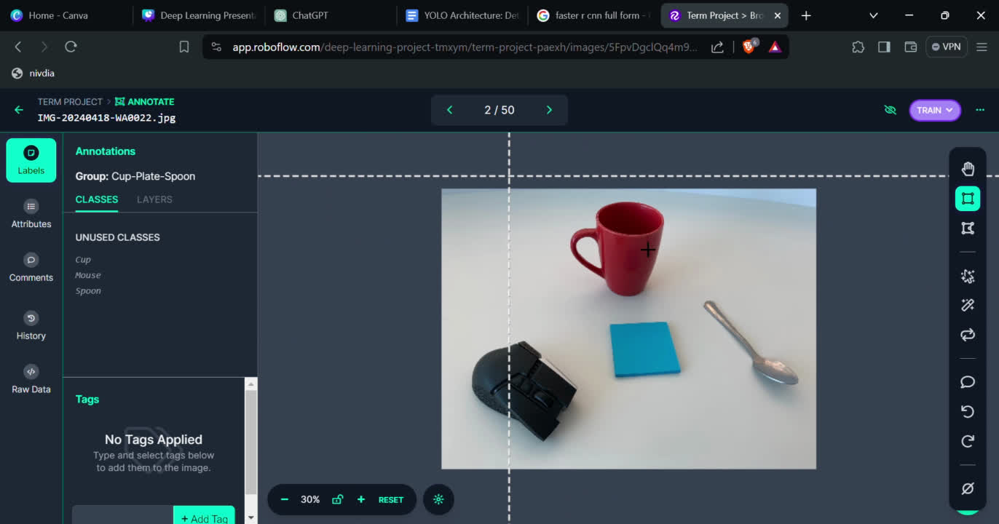 Home - Canva
Deep Learning Presenta
ChatGPT
YOLO Architecture: Det
faster r cnn full form -
Term Project > Bro
app.roboflow.com/deep-learning-project-tmxym/term-project-paexh/images/5FpvDgclQq4m9...
6
VPN
nivdia
TERM PROJECT > ANNOTATE
IMG-20240418-WA0022.jpg
2 / 50
TRAIN
Labels
Attributes
Comments
History
Raw Data
Annotations
Group: Cup-Plate-Spoon
CLASSES
LAYERS
UNUSED CLASSES
Cup
Mouse
Spoon
Tags
No Tags Applied
Type and select tags below
to add them to the image.
+ Add Tag
30%
RESET